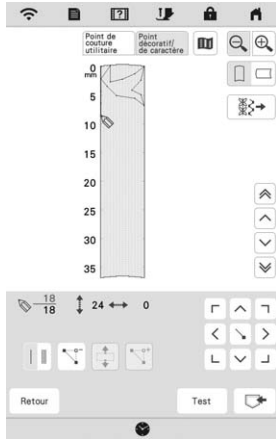 Point de
couture
utilitaire
Point
décoratif/
de caractère
0
mm
5
10
15
20
25
30
35
18
18
24
0
Retour
Test